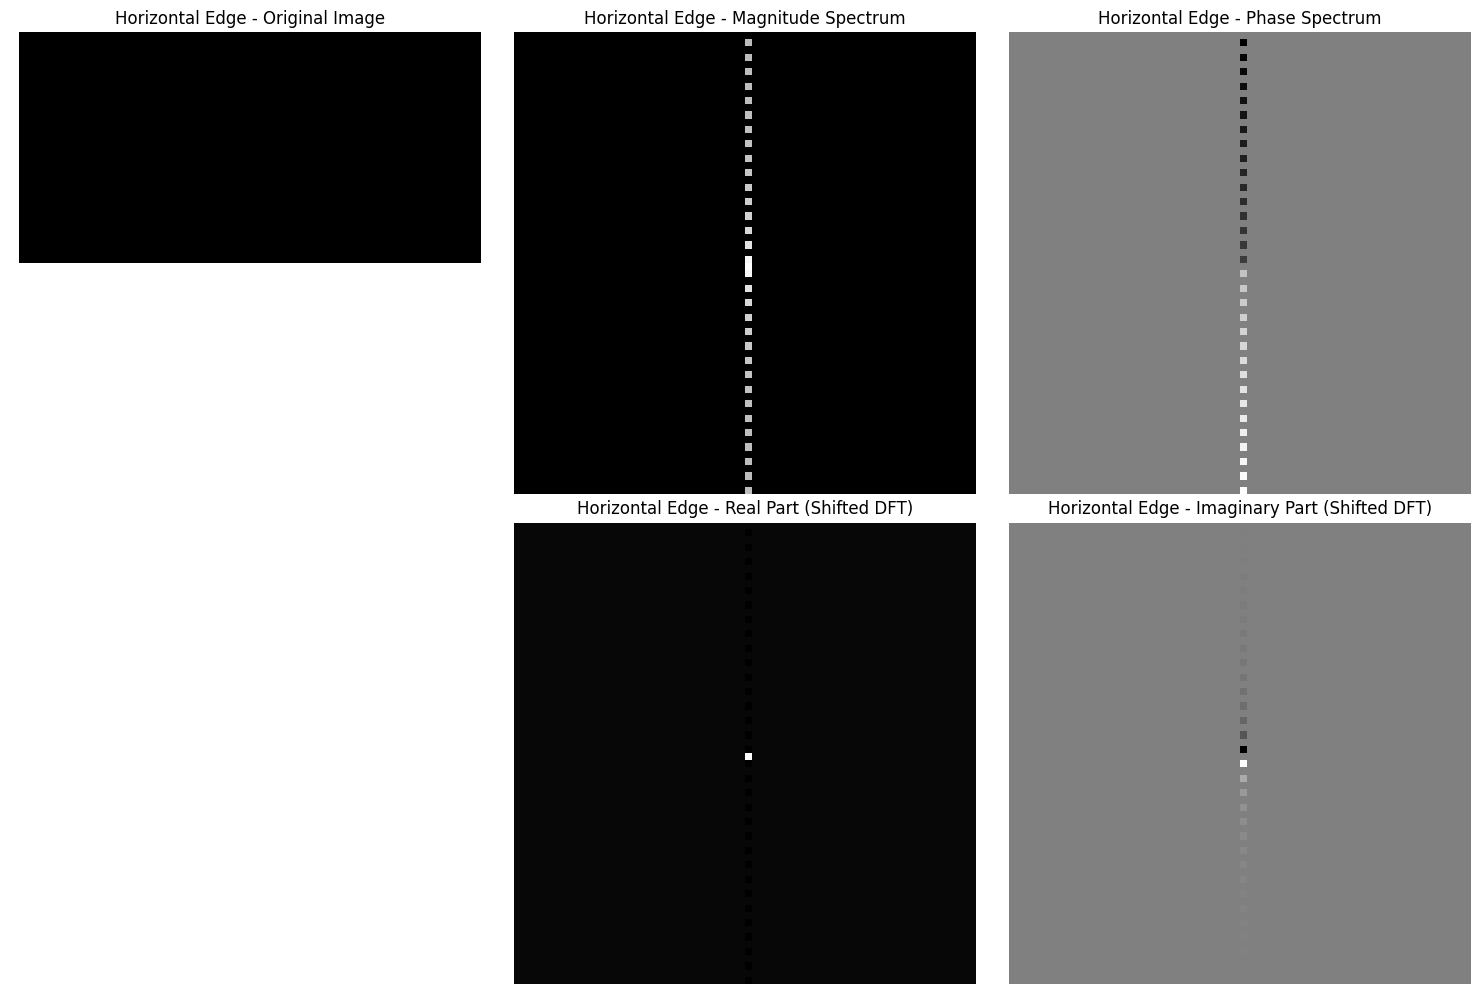 Horizontal Edge - Original Image
Horizontal Edge - Magnitude Spectrum
Horizontal Edge - Phase Spectrum
Horizontal Edge - Real Part (Shifted DFT)
Horizontal Edge - Imaginary Part (Shifted DFT)